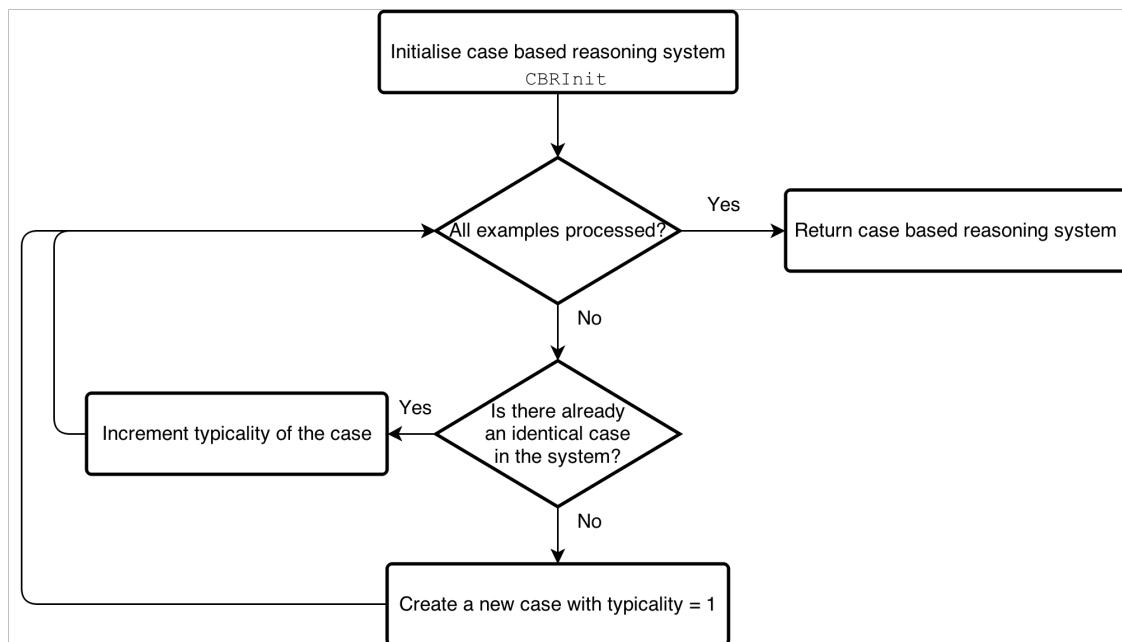 Initialise case based reasoning system
CBRInit
Yes
All examples processed?
Return case based reasoning system
No
Yes
Is there already
an identical case
in the system?
Increment typicality of the case
No
Create a new case with typicality = 1